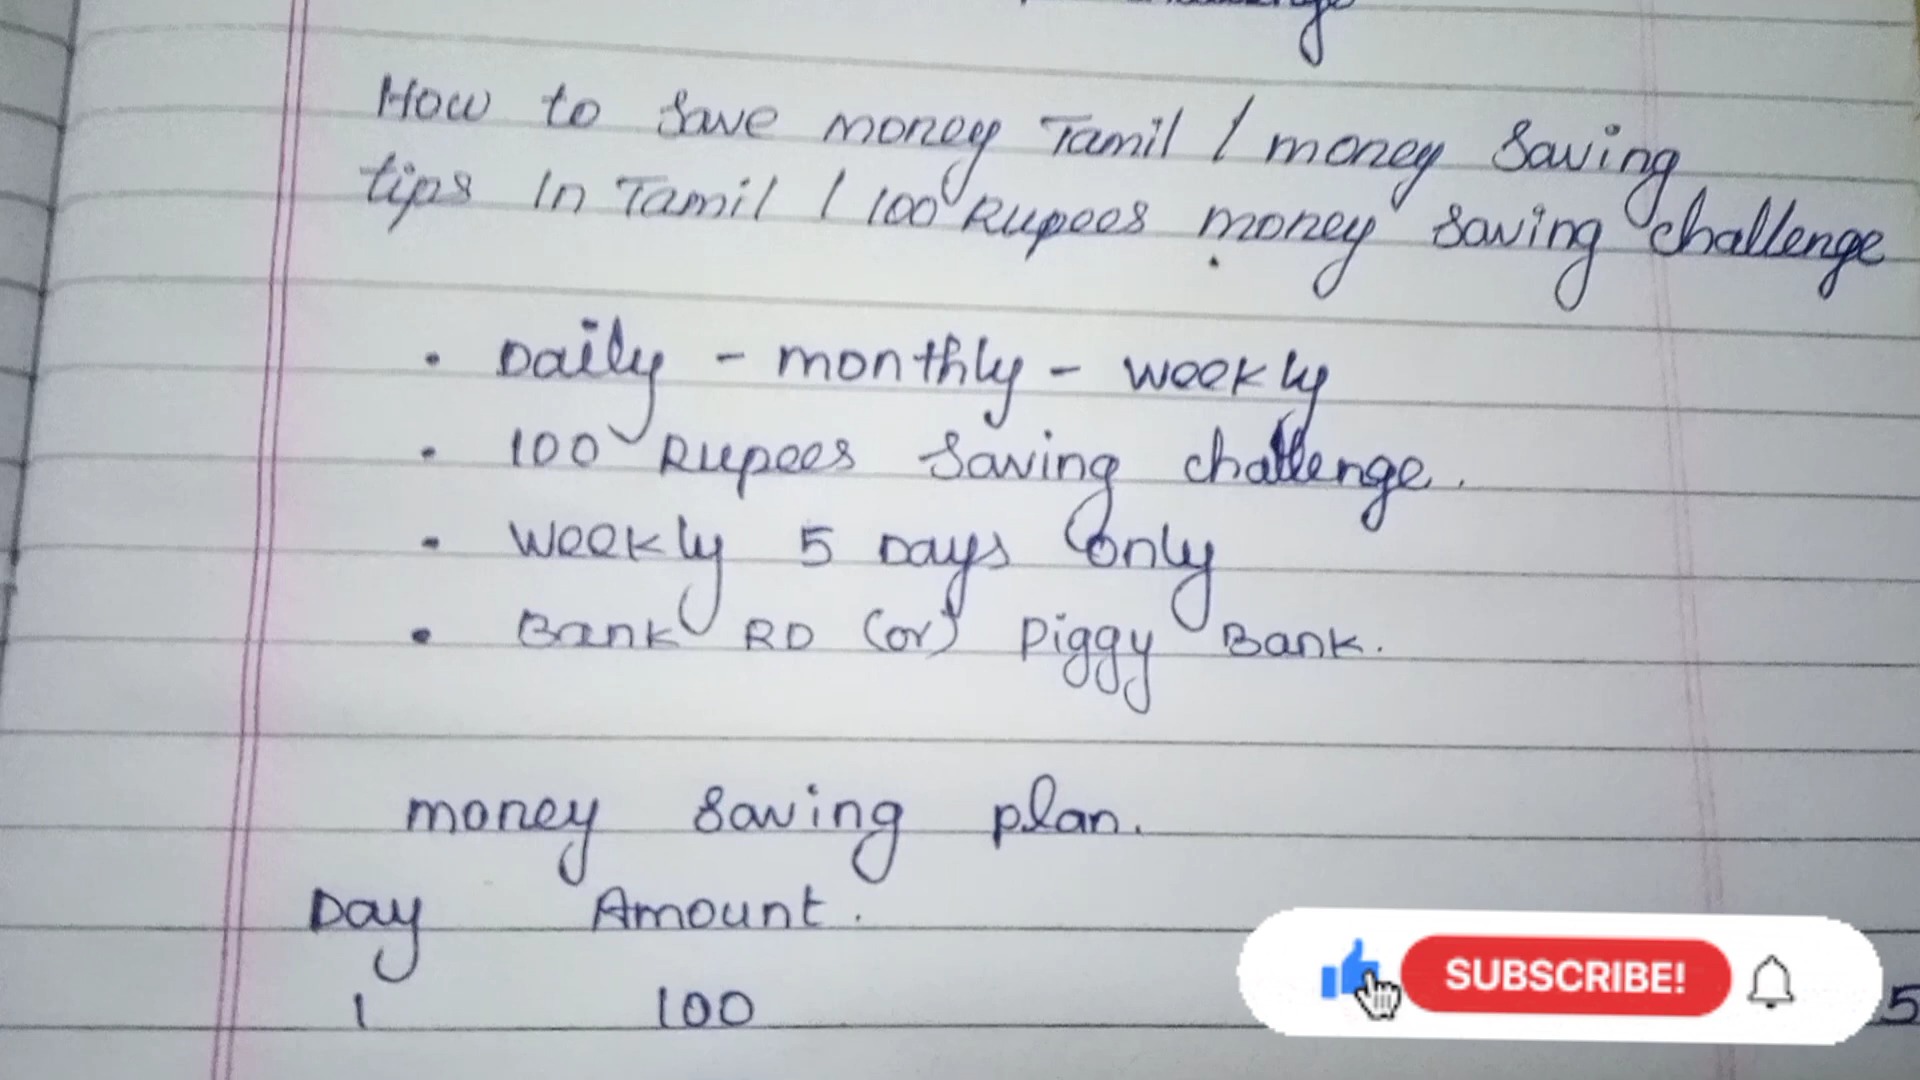 How to Save money Tamil / money Saving
tips In Tamil / 100 Rupees money saving challenge
• Daily - monthly - weekly
• 100 Rupees Saving challenge.
• Weekly 5 Days only
• Bank RD (or) Piggy Bank.
money saving plan.
Day Amount.
1 100
SUBSCRIBE!
5